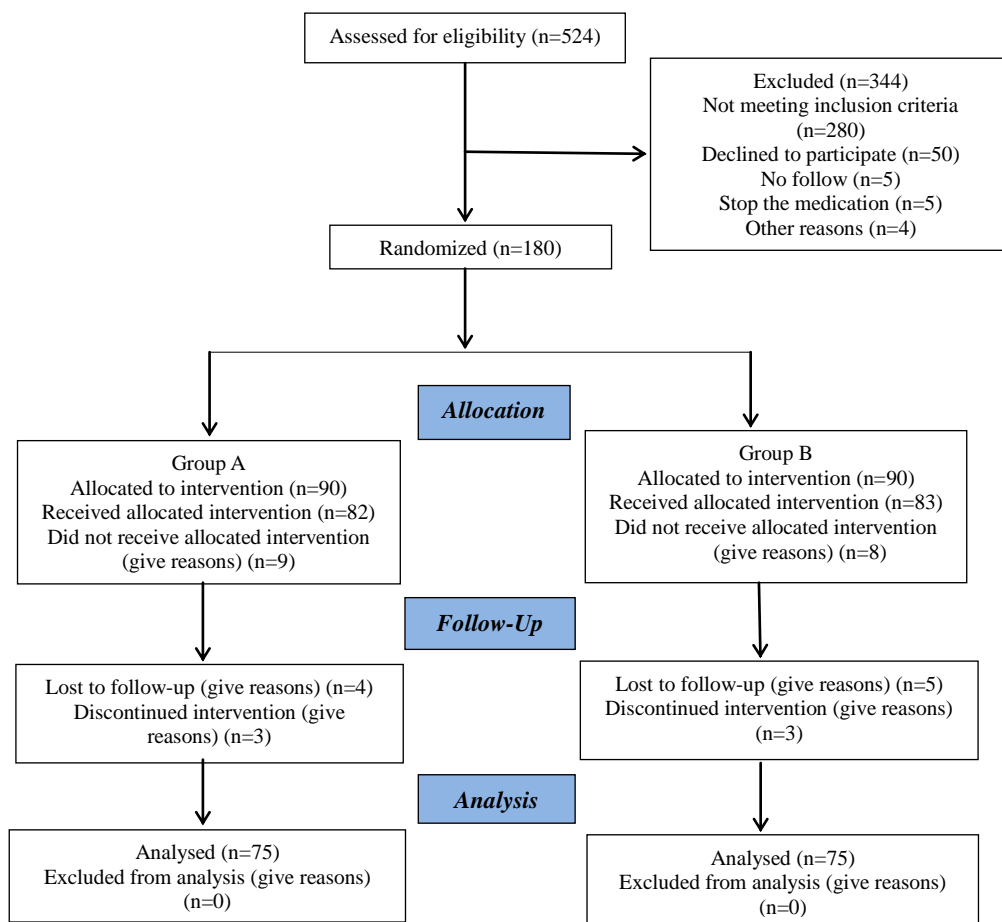 Assessed for eligibility (n=524)
Excluded (n=344)
Not meeting inclusion criteria
(n=280)
Declined to participate (n=50)
No follow (n=5)
Stop the medication (n=5)
Other reasons (n=4)
Randomized (n=180)
Allocation
Group A
Allocated to intervention (n=90)
Received allocated intervention (n=82)
Did not receive allocated intervention
(give reasons) (n=9)
Group B
Allocated to intervention (n=90)
Received allocated intervention (n=83)
Did not receive allocated intervention
(give reasons) (n=8)
Follow-Up
Lost to follow-up (give reasons) (n=4)
Discontinued intervention (give
reasons) (n=3)
Lost to follow-up (give reasons) (n=5)
Discontinued intervention (give reasons)
(n=3)
Analysis
Analysed (n=75)
Excluded from analysis (give reasons)
(n=0)
Analysed (n=75)
Excluded from analysis (give reasons)
(n=0)